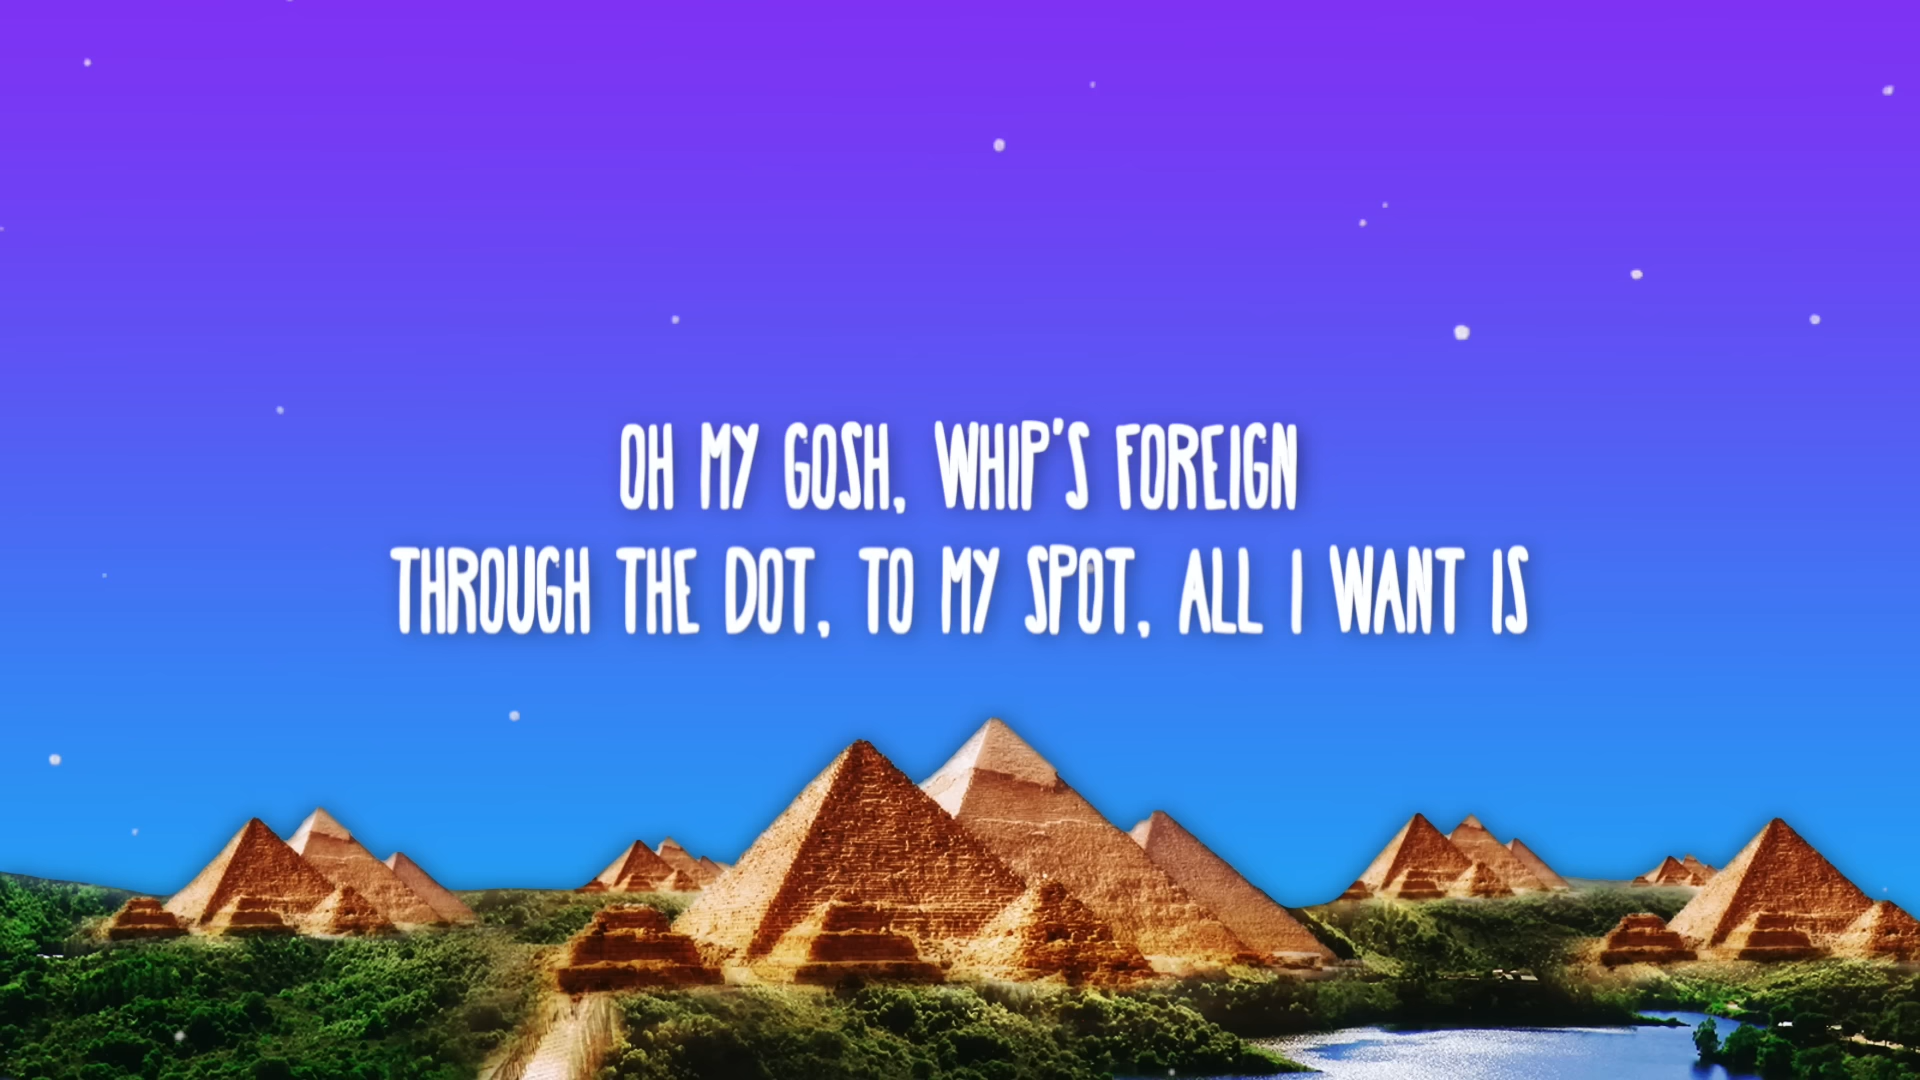 OH MY GOSH, WHIP'S FOREIGN
THROUGH THE DOT, TO MY SPOT, ALL I WANT IS